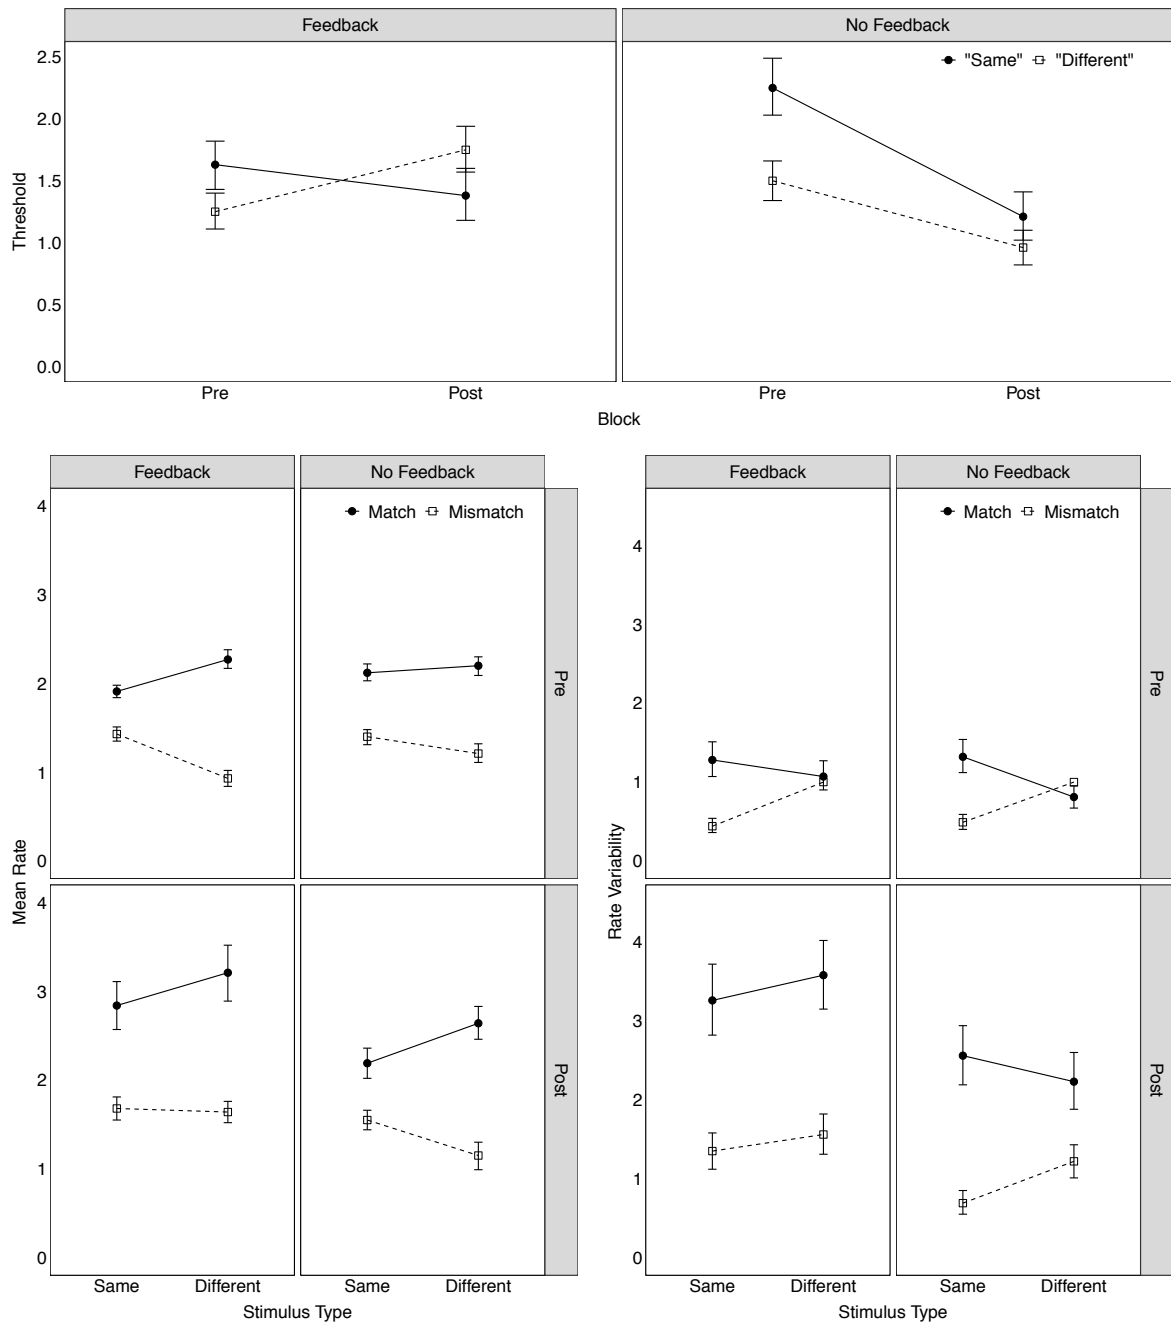 Feedback
No Feedback
"Same" "Different"
2.5
2.0
1.5
1.0
0.5
0.0
Threshold
Pre
Post
Pre
Post
Block
Feedback
No Feedback
Match Mismatch
4
3
2
1
0
Pre
Mean Rate
4
3
2
1
0
Post
Same
Different
Same
Different
Stimulus Type
Feedback
No Feedback
Match Mismatch
4
3
2
1
0
Pre
Rate Variability
4
3
2
1
0
Post
Same
Different
Same
Different
Stimulus Type